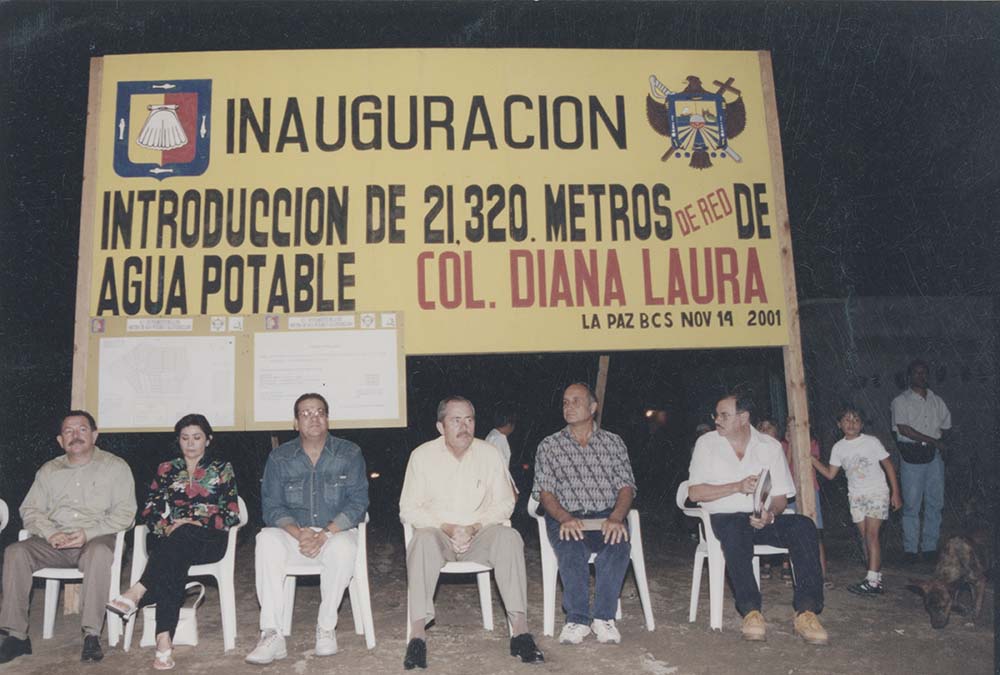 INAUGURACION
INTRODUCCION DE 21,320. METROS DE RED DE
AGUA POTABLE COL. DIANA LAURA
LA PAZ BCS NOV 14 2001